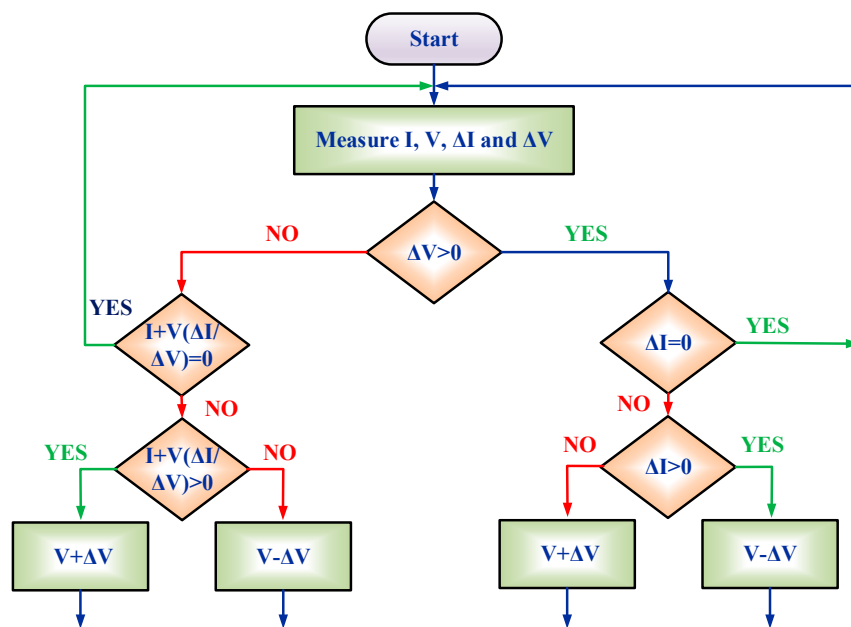 Start
Measure I, V, ΔI and ΔV
NO
YES
ΔV>0
YES
I+V(ΔI/
ΔV)=0
ΔI=0
YES
NO
NO
YES
I+V(ΔI/
ΔV)>0
NO
NO
ΔI>0
YES
V+ΔV
V-ΔV
V+ΔV
V-ΔV